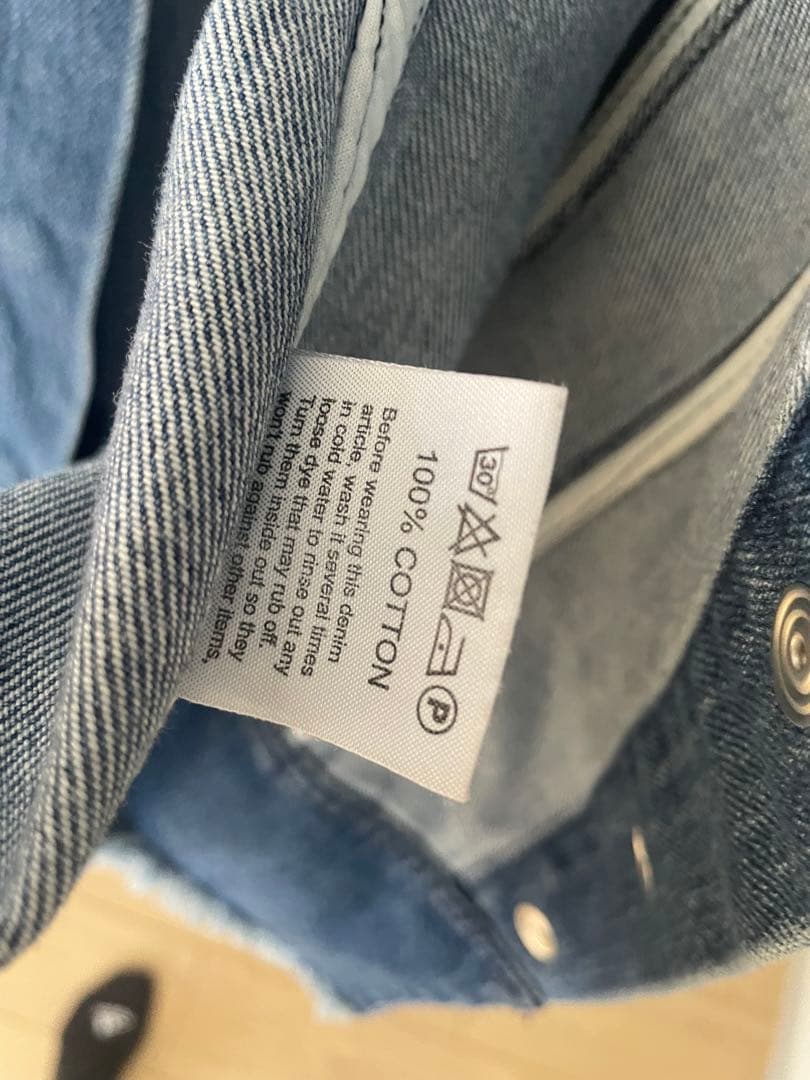 30°
P
100% COTTON
Before wearing this denim
article, wash it several times
in cold water to rinse out any
loose dye that may rub off.
Turn them inside out so they
won't rub against other items,